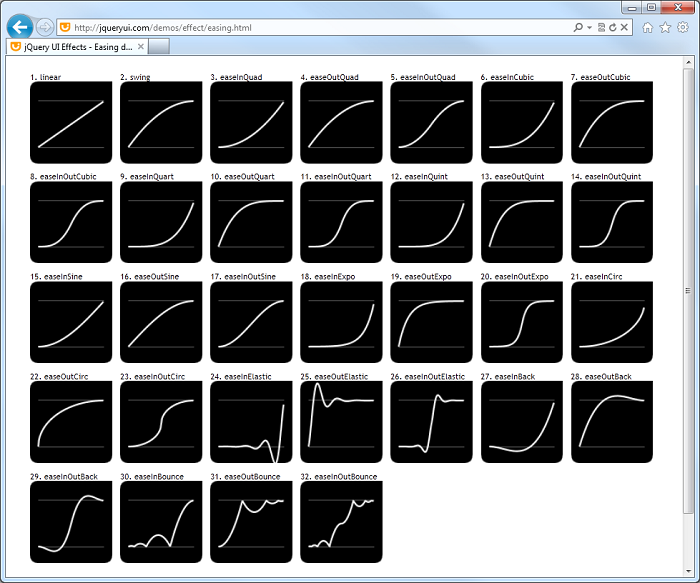 http://jqueryui.com/demos/effect/easing.html
jQuery UI Effects - Easing d...
1. linear 2. swing 3. easeInQuad 4. easeOutQuad 5. easeInOutQuad 6. easeInCubic 7. easeOutCubic
8. easeInOutCubic 9. easeInQuart 10. easeOutQuart 11. easeInOutQuart 12. easeInQuint 13. easeOutQuint 14. easeInOutQuint
15. easeInSine 16. easeOutSine 17. easeInOutSine 18. easeInExpo 19. easeOutExpo 20. easeInOutExpo 21. easeInCirc
22. easeOutCirc 23. easeInOutCirc 24. easeInElastic 25. easeOutElastic 26. easeInOutElastic 27. easeInBack 28. easeOutBack
29. easeInOutBack 30. easeInBounce 31. easeOutBounce 32. easeInOutBounce